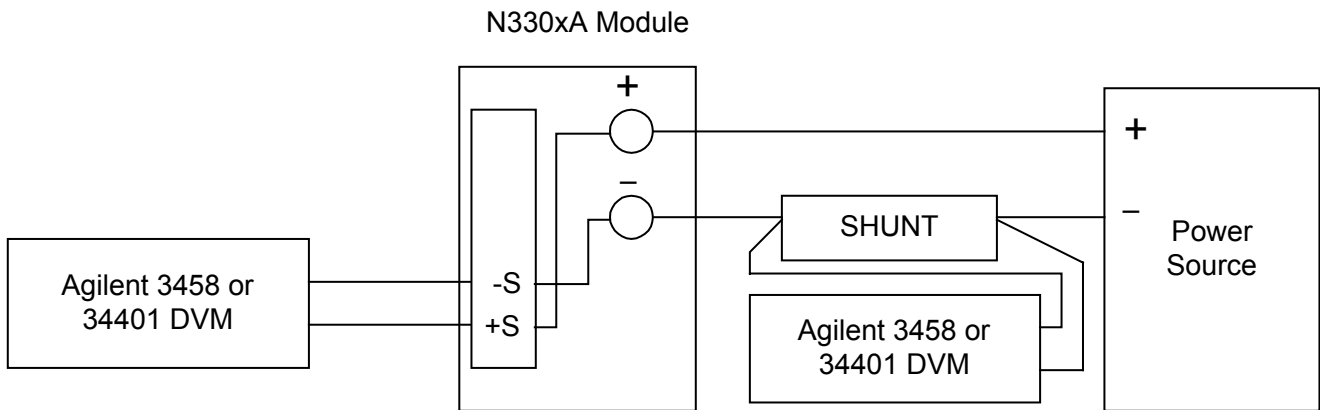 N330xA Module
+
–
-S
+S
Agilent 3458 or
34401 DVM
SHUNT
Agilent 3458 or
34401 DVM
+
–
Power
Source